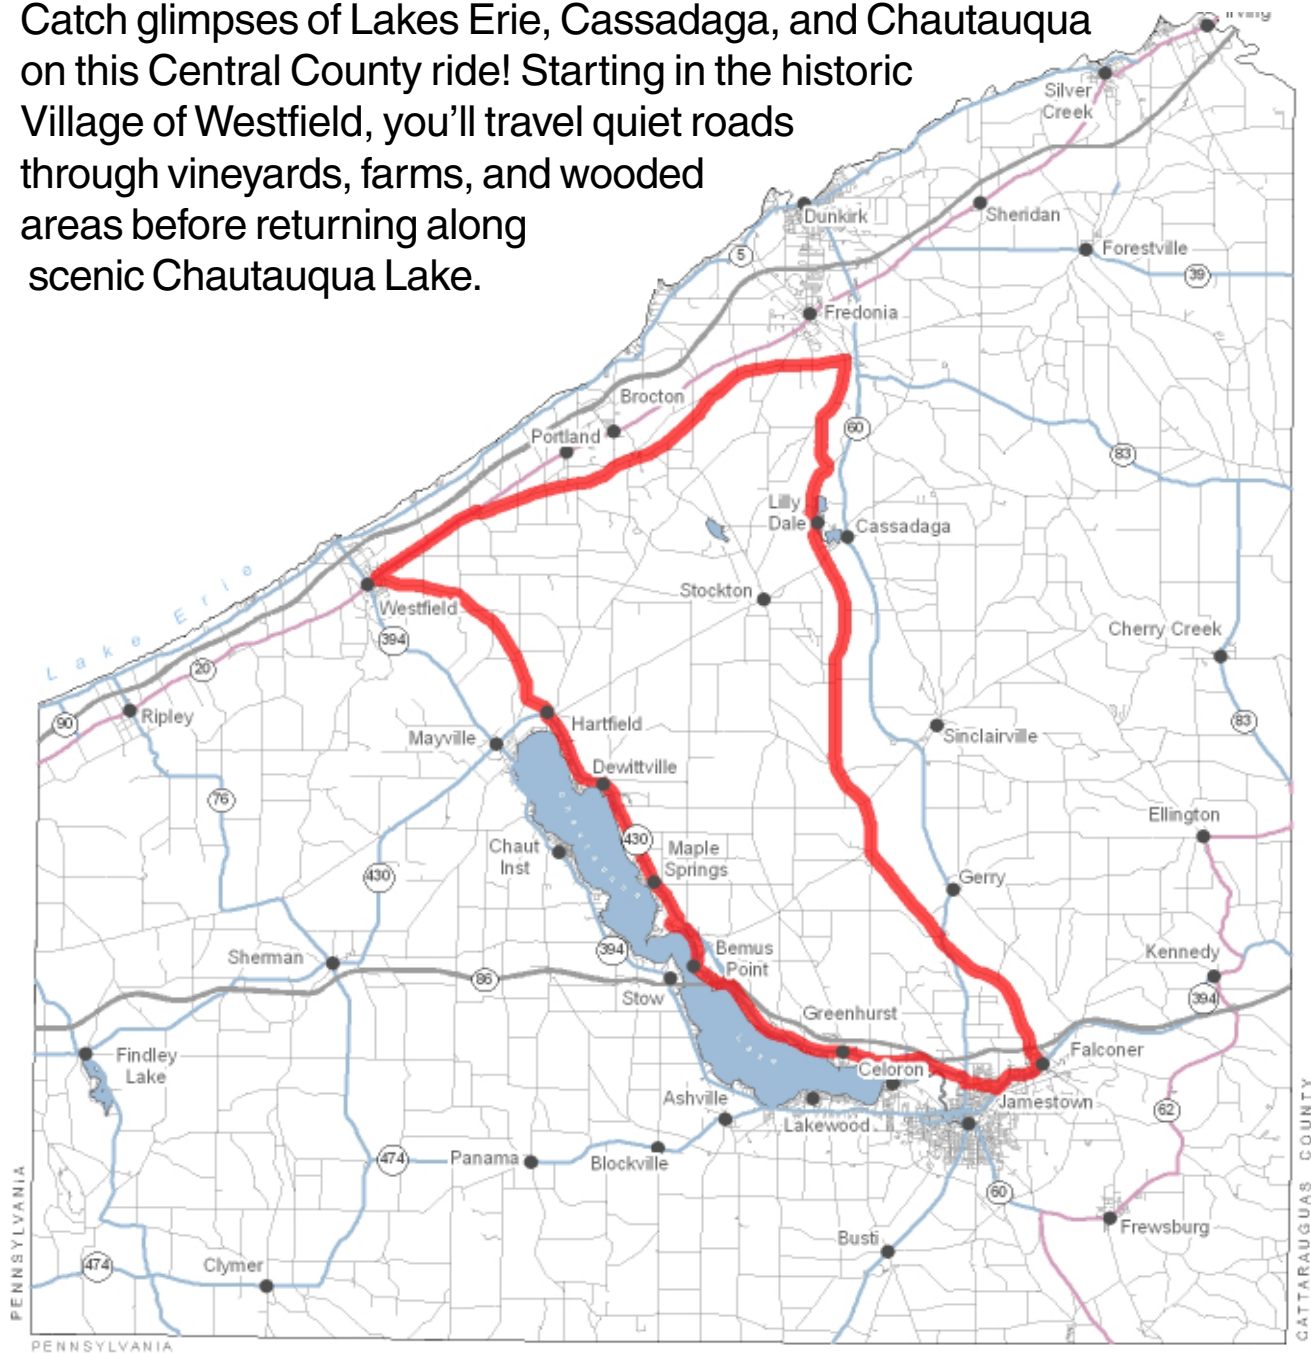 Catch glimpses of Lakes Erie, Cassadaga, and Chautauqua
on this Central County ride! Starting in the historic
Village of Westfield, you'll travel quiet roads
through vineyards, farms, and wooded
areas before returning along
scenic Chautauqua Lake.
Irving
Silver
Creek
Dunkirk
Sheridan
5
Forestville
39
Fredonia
Brocton
60
Portland
83
Lilly
Dale
Cassadaga
Lake Erie
Stockton
Westfield
394
Cherry Creek
20
90
Ripley
Hartfield
83
Mayville
Sinclairville
Dewittville
76
Ellington
430
Chaut
Inst
Maple
Springs
430
Gerry
394
Bemus
Point
Kennedy
Sherman
86
Stow
394
Greenhurst
Lake
Findley
Lake
Falconer
Celoron
Ashville
Jamestown
62
Lakewood
474
Panama
Blockville
60
Frewsburg
Busti
474
Clymer
PENNSYLVANIA
PENNSYLVANIA
CATTARAUGUAS COUNTY